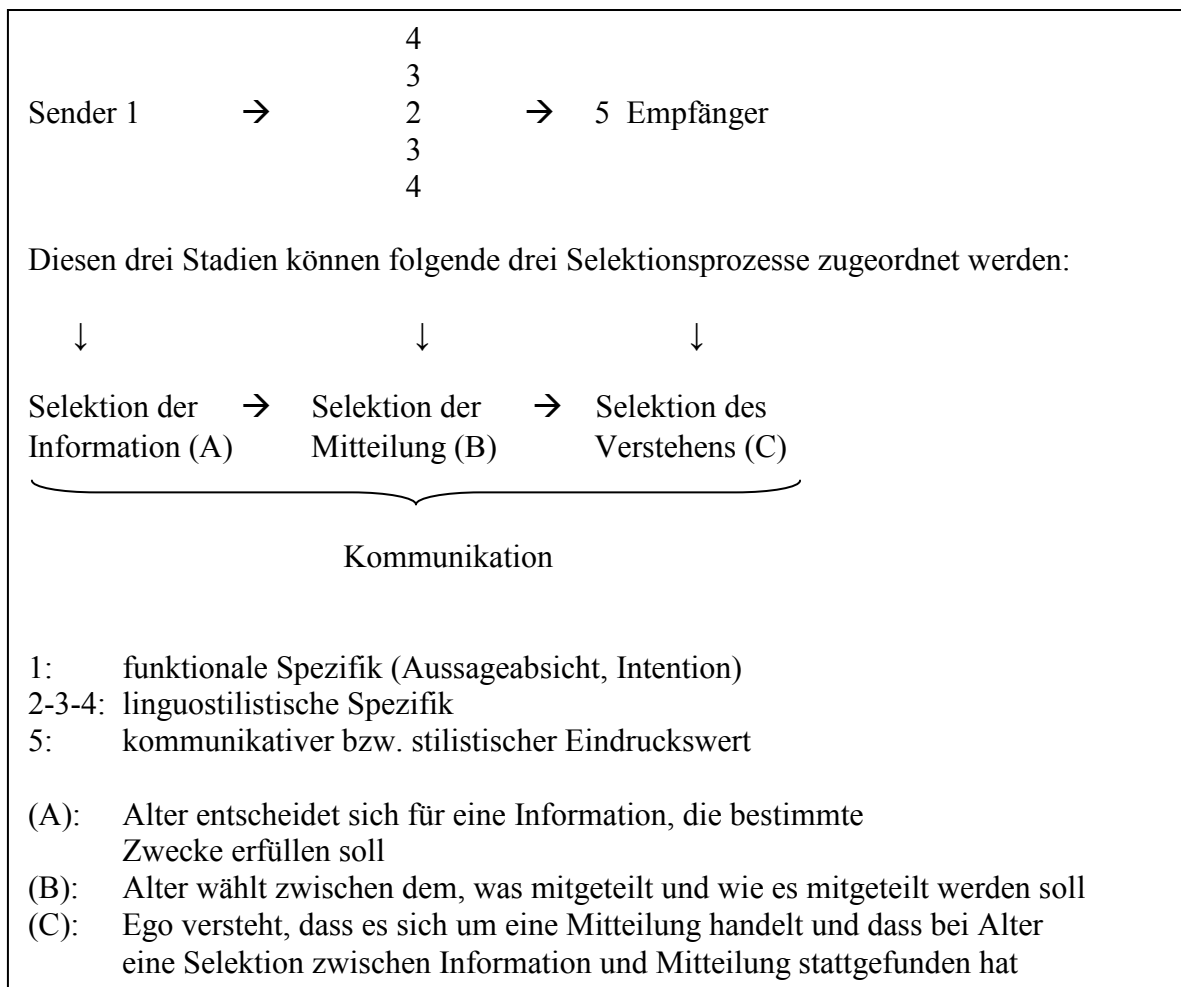 4
3
Sender 1 → 2 → 5 Empfänger
3
4
Diesen drei Stadien können folgende drei Selektionsprozesse zugeordnet werden:
↓ ↓ ↓
Selektion der → Selektion der → Selektion des
Information (A) Mitteilung (B) Verstehens (C)
Kommunikation
1: funktionale Spezifik (Aussageabsicht, Intention)
2-3-4: linguostilistische Spezifik
5: kommunikativer bzw. stilistischer Eindruckswert
(A): Alter entscheidet sich für eine Information, die bestimmte
Zwecke erfüllen soll
(B): Alter wählt zwischen dem, was mitgeteilt und wie es mitgeteilt werden soll
(C): Ego versteht, dass es sich um eine Mitteilung handelt und dass bei Alter
eine Selektion zwischen Information und Mitteilung stattgefunden hat